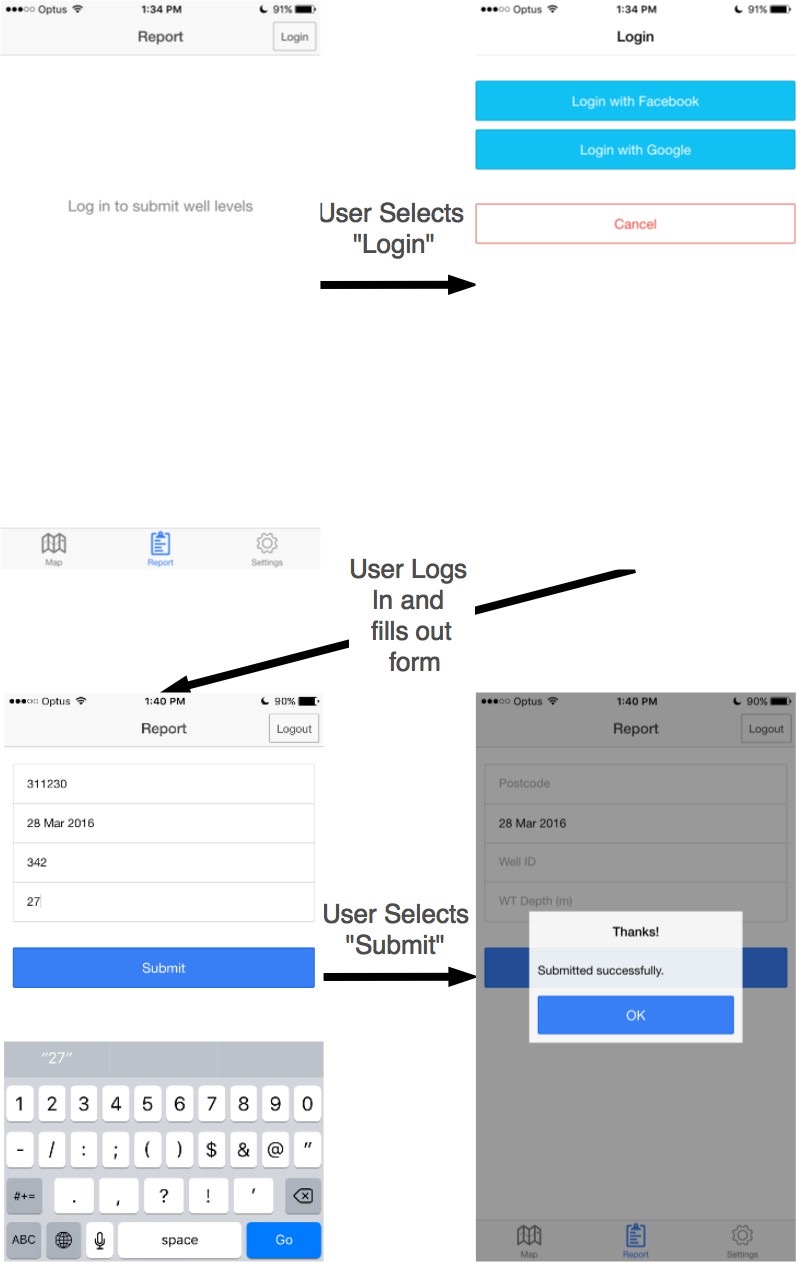 Optus 1:34 PM 91%
Report Login
Log in to submit well levels
Map Report Settings
User Selects
"Login"
Optus 1:34 PM 91%
Login
Login with Facebook
Login with Google
Cancel
User Logs
In and
fills out
form
Optus 1:40 PM 90%
Report Logout
311230
28 Mar 2016
342
27
Submit
"27"
1 2 3 4 5 6 7 8 9 0
- / : ; ( ) $ & @ "
#+= . , ? ! '
ABC space Go
User Selects
"Submit"
Optus 1:40 PM 90%
Report Logout
Postcode
28 Mar 2016
Well ID
WT Depth (m)
Thanks!
Submitted successfully.
OK
Map Report Settings